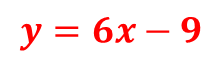 y = 6x − 9